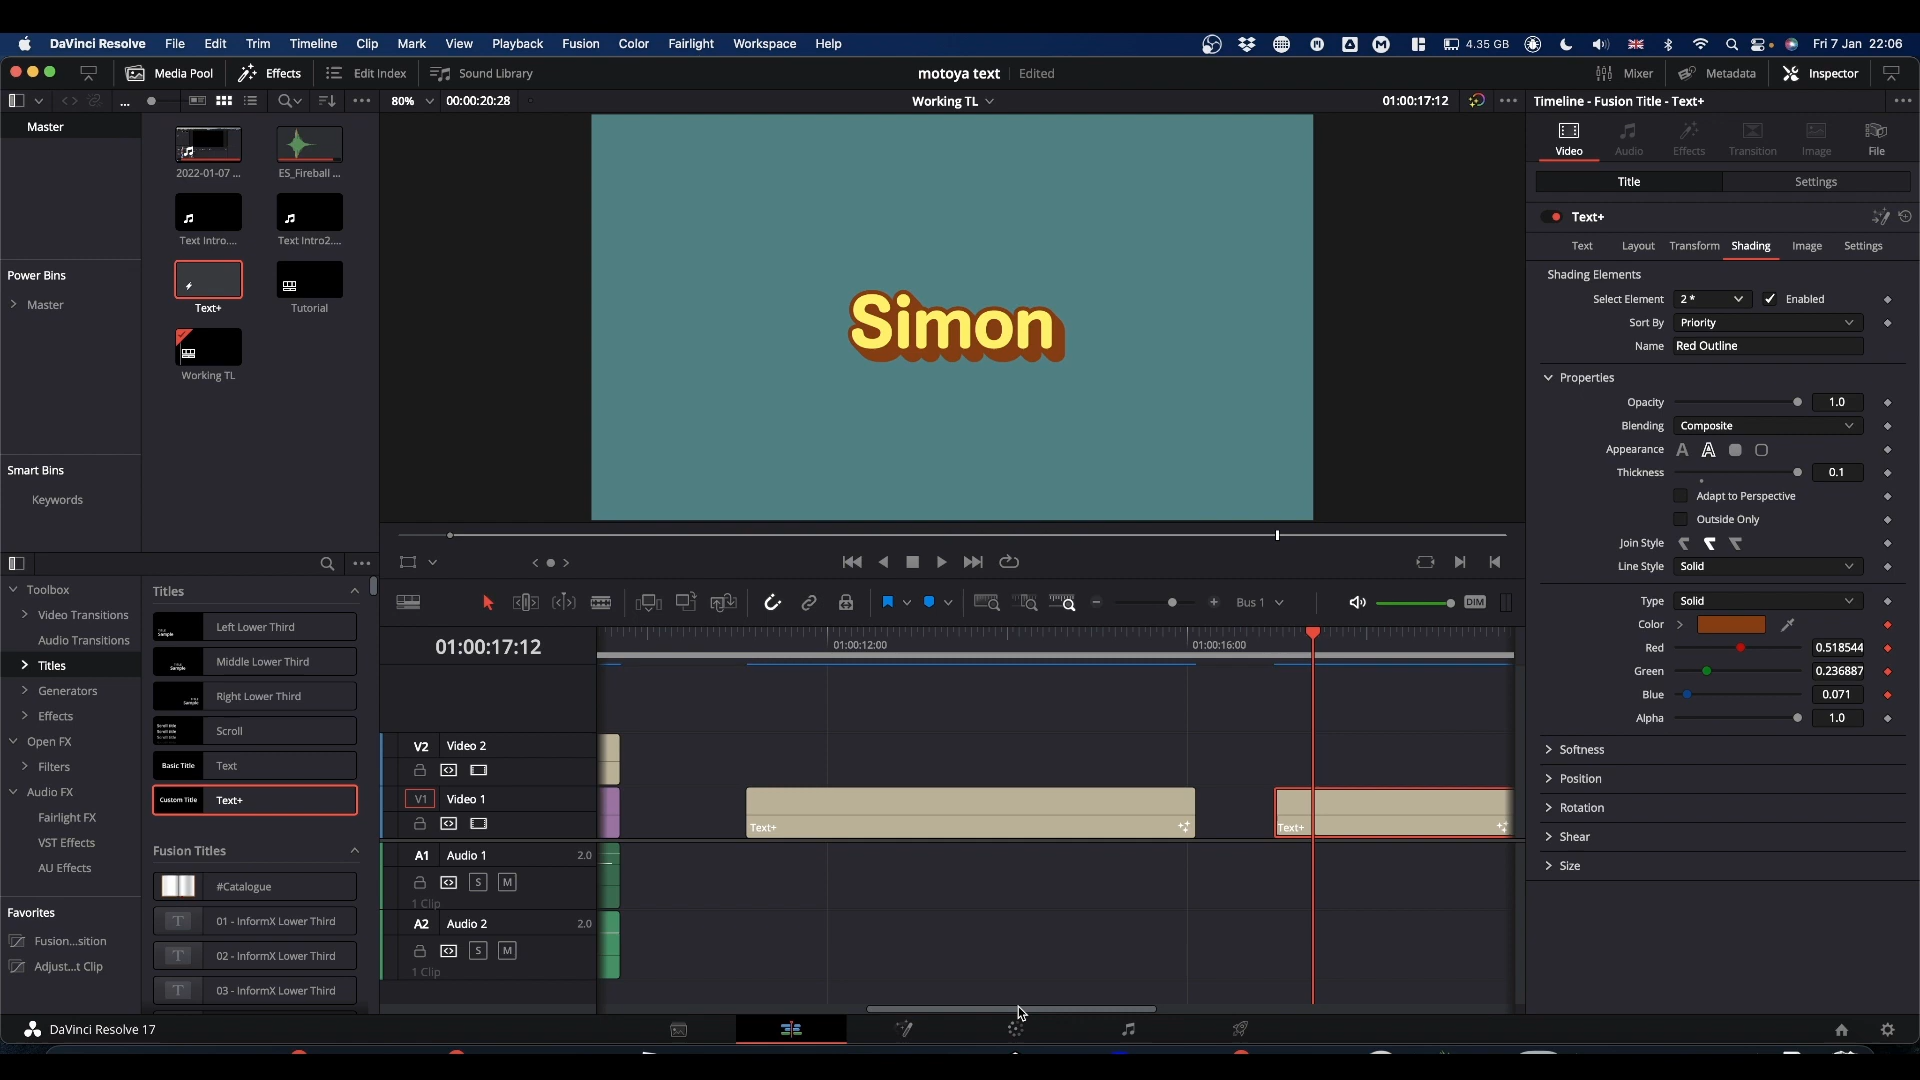 DaVinci Resolve File Edit Trim Timeline Clip Mark View Playback Fusion Color Fairlight Workspace Help 4.35 GB Fri 7 Jan 22:06
Media Pool Effects Edit Index Sound Library motoya text Edited Mixer Metadata Inspector
... 80% 00:00:20:28 Working TL 01:00:17:12 Timeline - Fusion Title - Text+
Master
2022-01-07 ... ES_Fireball ...
Text Intro.... Text Intro2....
Power Bins
Master
Text+ Tutorial
Working TL
Smart Bins
Keywords
Simon
Video Audio Effects Transition Image File
Title Settings
Text+
Text Layout Transform Shading Image Settings
Shading Elements
Select Element 2 * Enabled
Sort By Priority
Name Red Outline
Properties
Opacity 1.0
Blending Composite
Appearance A A
Thickness 0.1
Adapt to Perspective
Outside Only
Join Style
Line Style Solid
Type Solid
Color
Red 0.518544
Green 0.236887
Blue 0.071
Alpha 1.0
Softness
Position
Rotation
Shear
Size
Toolbox
Video Transitions
Audio Transitions
Titles
Generators
Effects
Open FX
Filters
Audio FX
Fairlight FX
VST Effects
AU Effects
Favorites
Fusion...sition
Adjust...t Clip
Titles
Left Lower Third
Middle Lower Third
Right Lower Third
Scroll
Basic Title Text
Custom Title Text+
Fusion Titles
#Catalogue
T 01 - InformX Lower Third
T 02 - InformX Lower Third
T 03 - InformX Lower Third
Bus 1 DIM
01:00:17:12 01:00:12:00 01:00:16:00
V2 Video 2
V1 Video 1
Text+ Text+
A1 Audio 1 2.0
S M
1 Clip
A2 Audio 2 2.0
S M
1 Clip
DaVinci Resolve 17